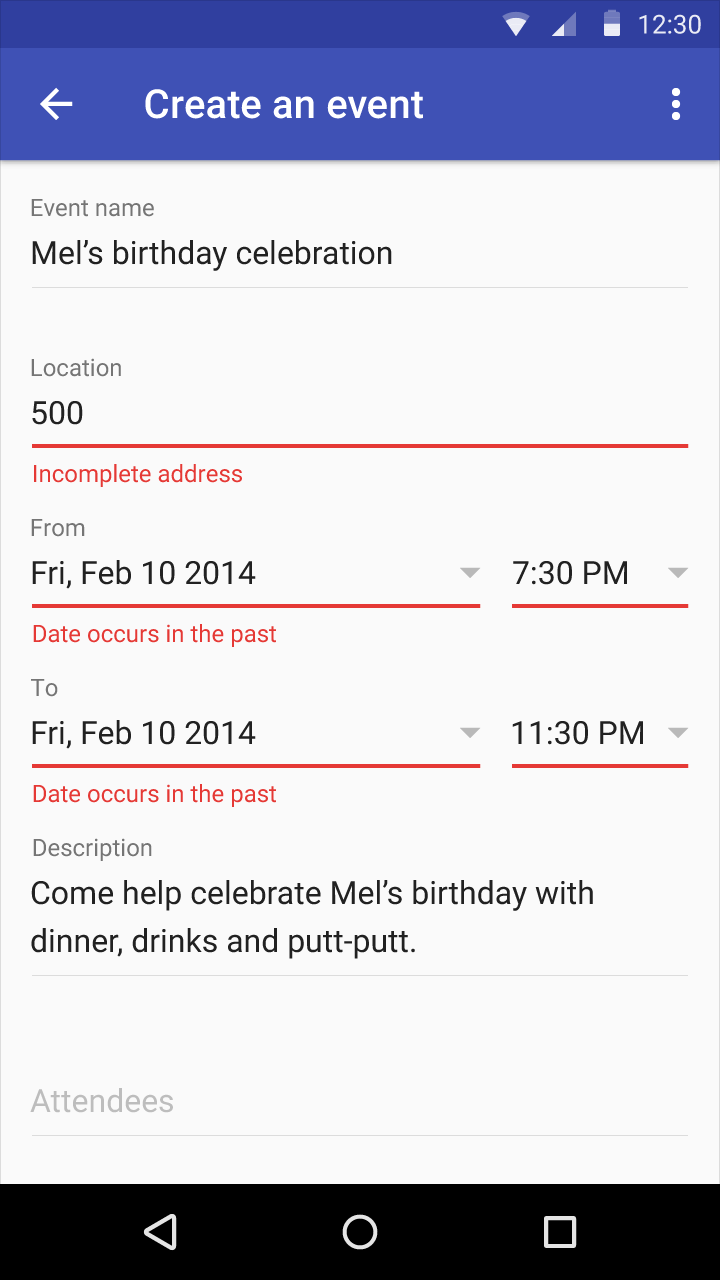 12:30
Create an event
Event name
Mel’s birthday celebration
Location
500
Incomplete address
From
Fri, Feb 10 2014 7:30 PM
Date occurs in the past
To
Fri, Feb 10 2014 11:30 PM
Date occurs in the past
Description
Come help celebrate Mel’s birthday with
dinner, drinks and putt-putt.
Attendees